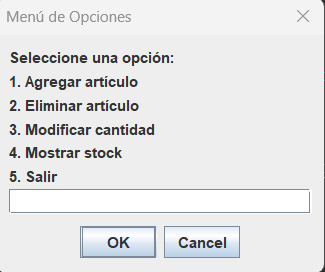 Menú de Opciones
Seleccione una opción:
1. Agregar artículo
2. Eliminar artículo
3. Modificar cantidad
4. Mostrar stock
5. Salir
OK Cancel